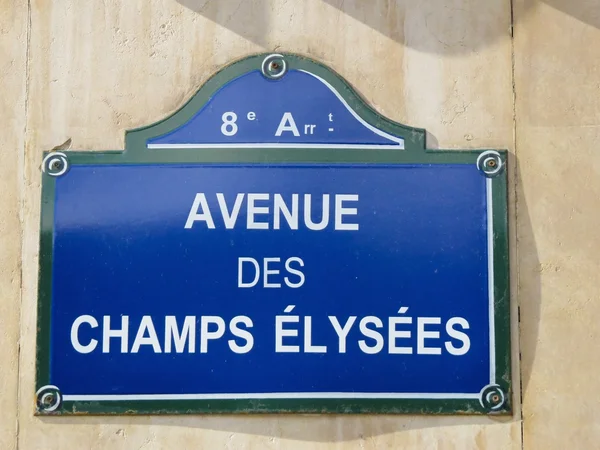 8e Arrt
AVENUE
DES
CHAMPS ÉLYSÉES